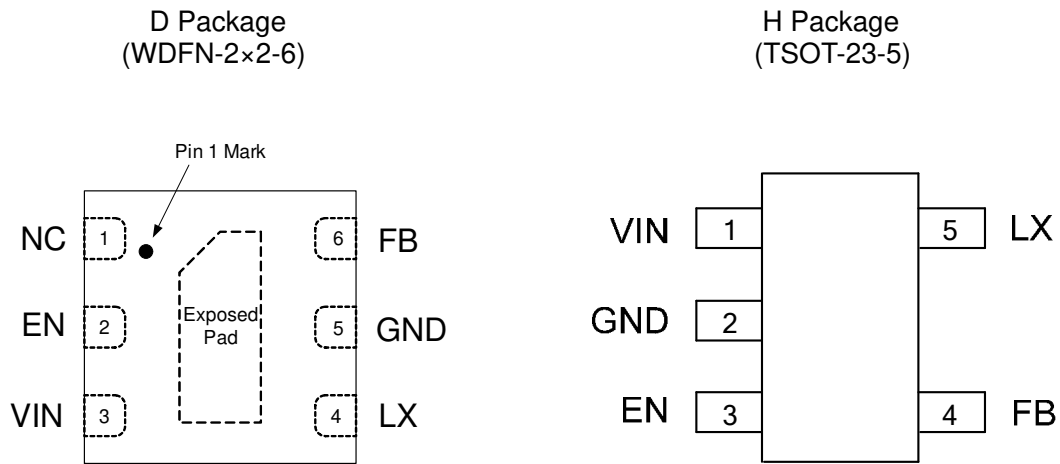 D Package
(WDFN-2×2-6)
Pin 1 Mark
NC 1 6 FB
EN 2 5 GND
VIN 3 4 LX
Exposed
Pad
H Package
(TSOT-23-5)
VIN 1 5 LX
GND 2
EN 3 4 FB